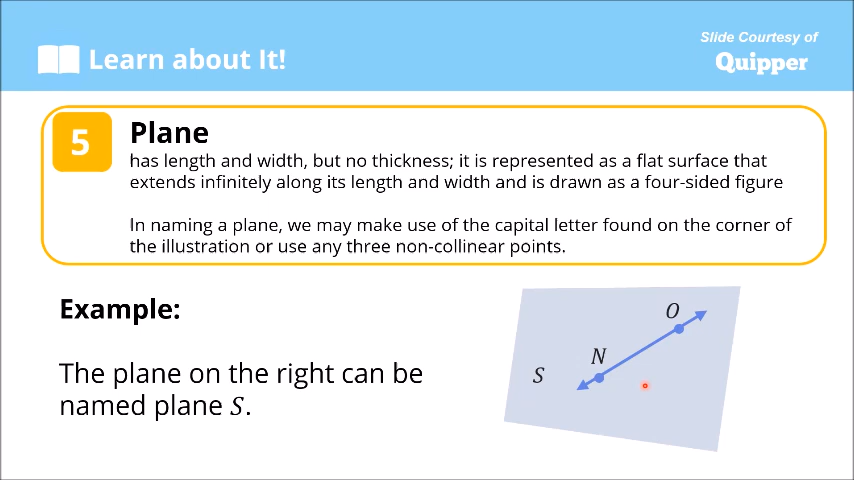 Learn about It!
Slide Courtesy of
Quipper
5
Plane
has length and width, but no thickness; it is represented as a flat surface that
extends infinitely along its length and width and is drawn as a four-sided figure
In naming a plane, we may make use of the capital letter found on the corner of
the illustration or use any three non-collinear points.
Example:
The plane on the right can be
named plane S.
O
N
S